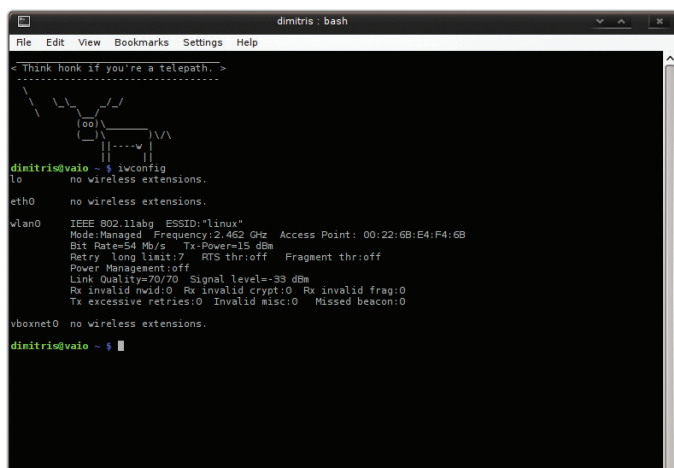 dimitris : bash
File Edit View Bookmarks Settings Help
< Think honk if you're a telepath. >
(oo)
(__)
||----w |
|| ||
dimitris@vaio ~ $ iwconfig
lo no wireless extensions.
eth0 no wireless extensions.
wlan0 IEEE 802.11abg ESSID:"linux"
Mode:Managed Frequency:2.462 GHz Access Point: 00:22:6B:E4:F4:6B
Bit Rate=54 Mb/s Tx-Power=15 dBm
Retry long limit:7 RTS thr:off Fragment thr:off
Power Management:off
Link Quality=70/70 Signal level=-33 dBm
Rx invalid nwid:0 Rx invalid crypt:0 Rx invalid frag:0
Tx excessive retries:0 Invalid misc:0 Missed beacon:0
vboxnet0 no wireless extensions.
dimitris@vaio ~ $